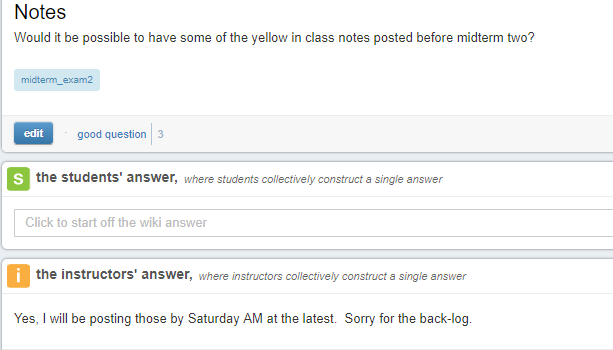 Notes
Would it be possible to have some of the yellow in class notes posted before midterm two?
midterm_exam2
edit · good question 3
S the students' answer, where students collectively construct a single answer
Click to start off the wiki answer
i the instructors' answer, where instructors collectively construct a single answer
Yes, I will be posting those by Saturday AM at the latest.  Sorry for the back-log.